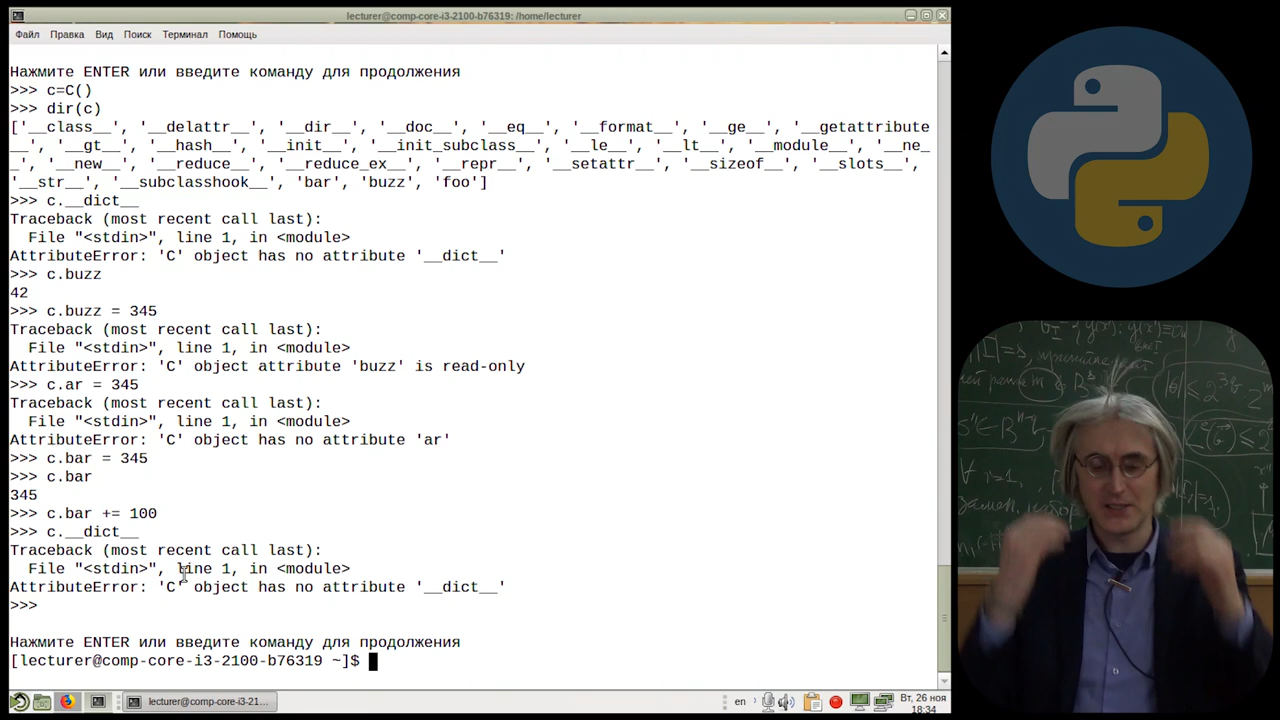 lecturer@comp-core-i3-2100-b76319: /home/lecturer
Файл Правка Вид Поиск Терминал Помощь
Нажмите ENTER или введите команду для продолжения
>>> c=C()
>>> dir(c)
['__class__', '__delattr__', '__dir__', '__doc__', '__eq__', '__format__', '__ge__', '__getattribute
__', '__gt__', '__hash__', '__init__', '__init_subclass__', '__le__', '__lt__', '__module__', '__ne_
_', '__new__', '__reduce__', '__reduce_ex__', '__repr__', '__setattr__', '__sizeof__', '__slots__',
'__str__', '__subclasshook__', 'bar', 'buzz', 'foo']
>>> c.__dict__
Traceback (most recent call last):
  File "<stdin>", line 1, in <module>
AttributeError: 'C' object has no attribute '__dict__'
>>> c.buzz
42
>>> c.buzz = 345
Traceback (most recent call last):
  File "<stdin>", line 1, in <module>
AttributeError: 'C' object attribute 'buzz' is read-only
>>> c.ar = 345
Traceback (most recent call last):
  File "<stdin>", line 1, in <module>
AttributeError: 'C' object has no attribute 'ar'
>>> c.bar = 345
>>> c.bar
345
>>> c.bar += 100
>>> c.__dict__
Traceback (most recent call last):
  File "<stdin>", line 1, in <module>
AttributeError: 'C' object has no attribute '__dict__'
>>>
Нажмите ENTER или введите команду для продолжения
[lecturer@comp-core-i3-2100-b76319 ~]$
lecturer@comp-core-i3-21...
en
Вт, 26 ноя
18:34